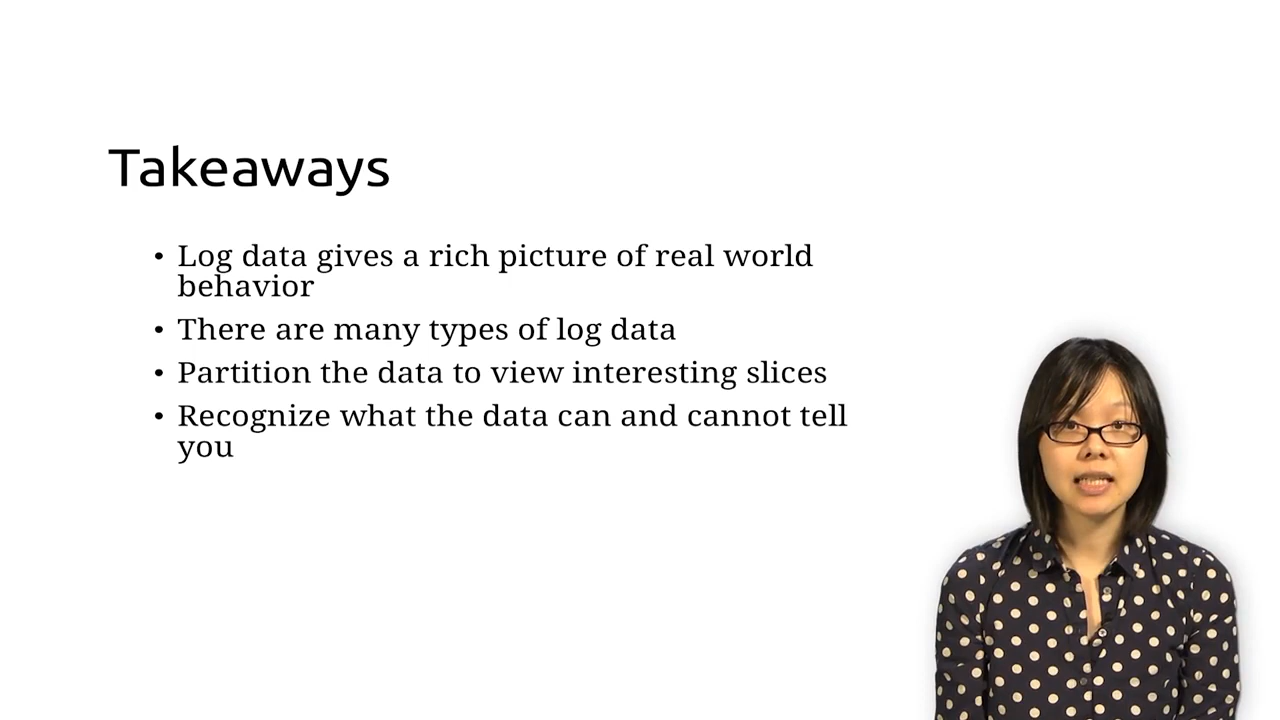 Takeaways
• Log data gives a rich picture of real world
behavior
• There are many types of log data
• Partition the data to view interesting slices
• Recognize what the data can and cannot tell
you